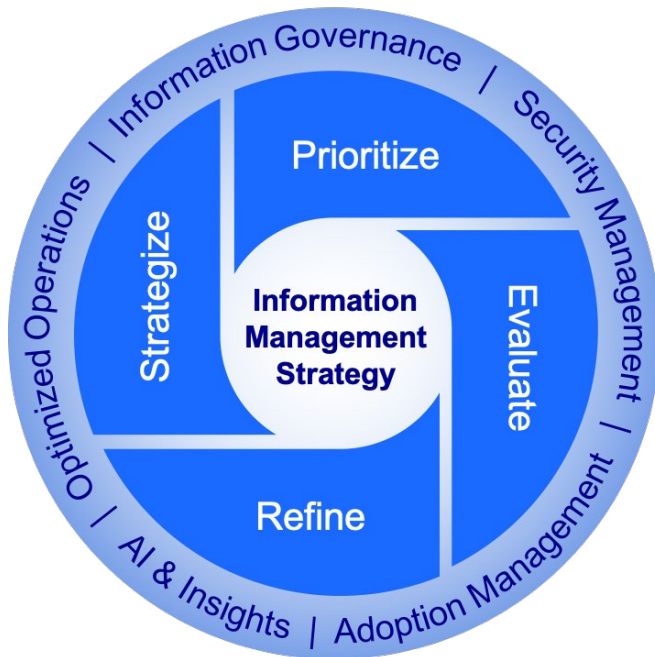 Information Governance | Security Management | Adoption Management | AI & Insights | Optimized Operations |
Prioritize
Strategize
Information
Management
Strategy
Evaluate
Refine